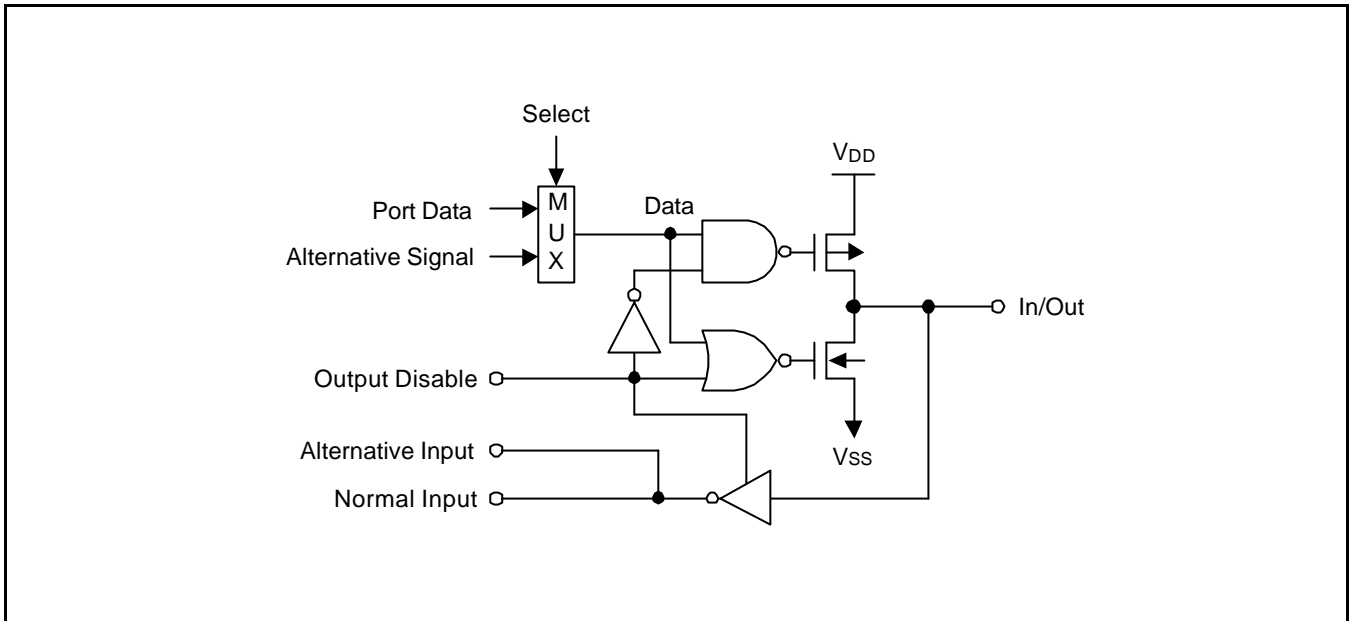 Select
VDD
Port Data
Data
M
U
X
Alternative Signal
In/Out
Output Disable
Alternative Input
VSS
Normal Input